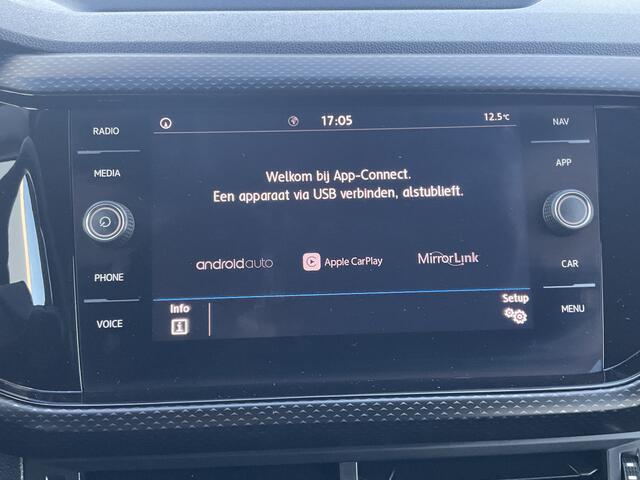 RADIO
MEDIA
PHONE
VOICE
17:05
12.5°C
Welkom bij App-Connect.
Een apparaat via USB verbinden, alstublieft.
androidauto
Apple CarPlay
MirrorLink
Info
Setup
NAV
APP
CAR
MENU